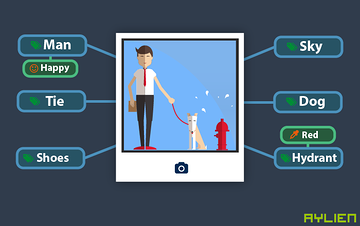 Man
Happy
Tie
Shoes
Sky
Dog
Red
Hydrant
AYLIEN